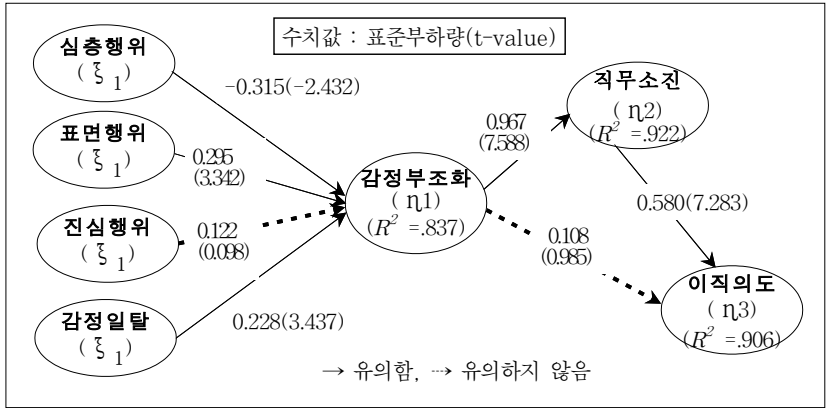 수치값 : 표준부하량(t-value)
심층행위
( ξ 1)
-0.315(-2.432)
표면행위
( ξ 1)
0.295
(3.342)
진심행위
( ξ 1)
0.122
(0.098)
감정일탈
( ξ 1)
0.228(3.437)
감정부조화
( η1)
(R² =.837)
0.967
(7.588)
직무소진
( η2)
(R² =.922)
0.580(7.283)
0.108
(0.985)
이직의도
( η3)
(R² =.906)
→ 유의함, ⇢ 유의하지 않음